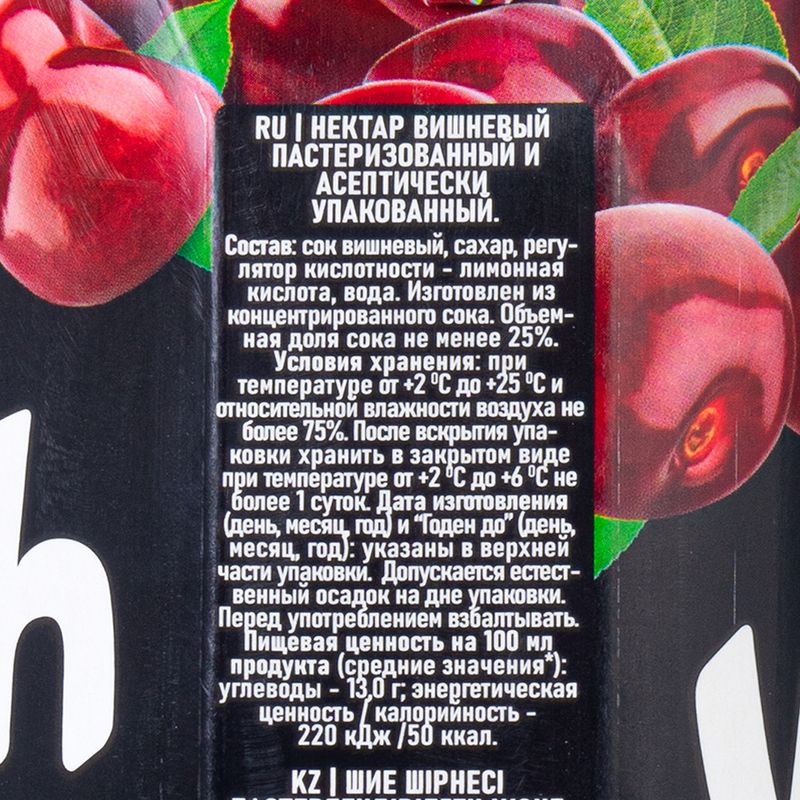 RU | НЕКТАР ВИШНЕВЫЙ
ПАСТЕРИЗОВАННЫЙ И
АСЕПТИЧЕСКИ
УПАКОВАННЫЙ.
Состав: сок вишневый, сахар, регу-
лятор кислотности - лимонная
кислота, вода. Изготовлен из
концентрированного сока. Объем-
ная доля сока не менее 25%.
Условия хранения: при
температуре от +2 ⁰С до +25 ⁰С и
относительной влажности воздуха не
более 75%. После вскрытия упа-
ковки хранить в закрытом виде
при температуре от +2 ⁰С до +6 ⁰С не
более 1 суток. Дата изготовления
(день, месяц, год) и “Годен до” (день,
месяц, год): указаны в верхней
части упаковки. Допускается естест-
венный осадок на дне упаковки.
Перед употреблением взбалтывать.
Пищевая ценность на 100 мл
продукта (средние значения*):
углеводы - 13,0 г; энергетическая
ценность / калорийность -
220 кДж /50 ккал.
KZ | ШИЕ ШІРНЕСІ
h